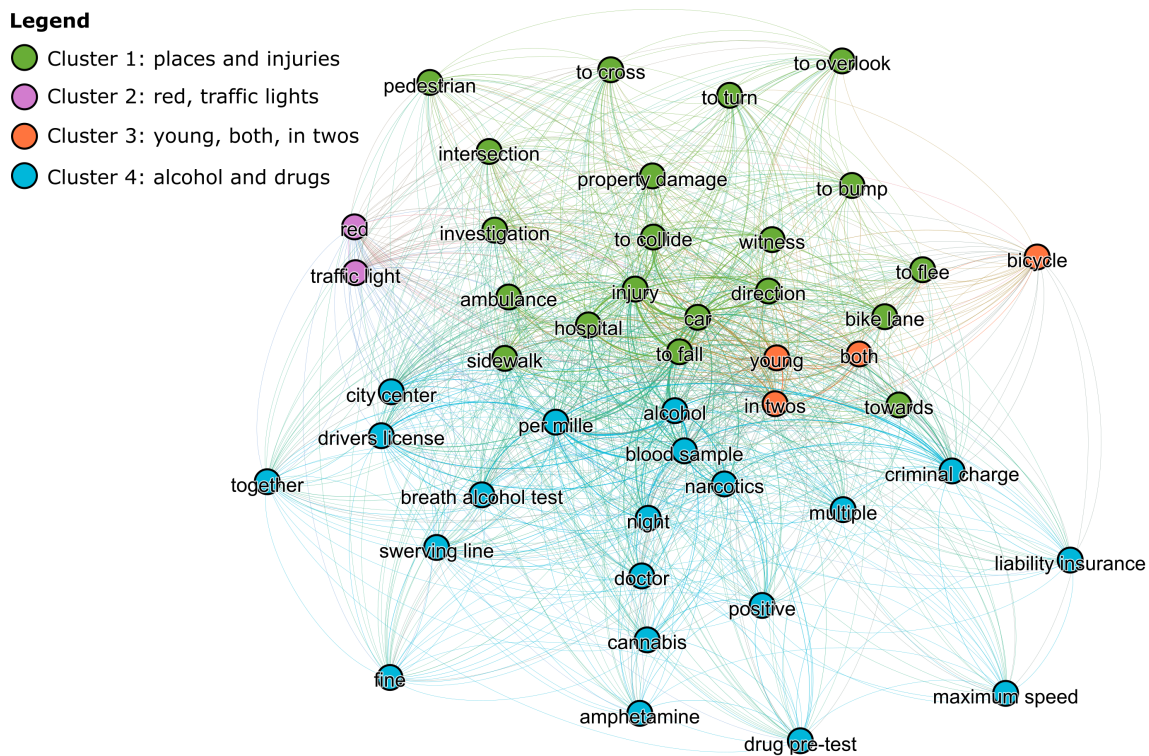 Legend
Cluster 1: places and injuries
Cluster 2: red, traffic lights
Cluster 3: young, both, in twos
Cluster 4: alcohol and drugs
to overlook
to cross
pedestrian
to turn
intersection
property damage
to bump
red
investigation
to collide
witness
bicycle
traffic light
to flee
ambulance
injury
direction
hospital
car
bike lane
sidewalk
to fall
young
both
city center
alcohol
in twos
towards
drivers license
per mille
blood sample
together
breath alcohol test
narcotics
criminal charge
night
multiple
swerving line
liability insurance
doctor
positive
cannabis
fine
amphetamine
maximum speed
drug pre-test